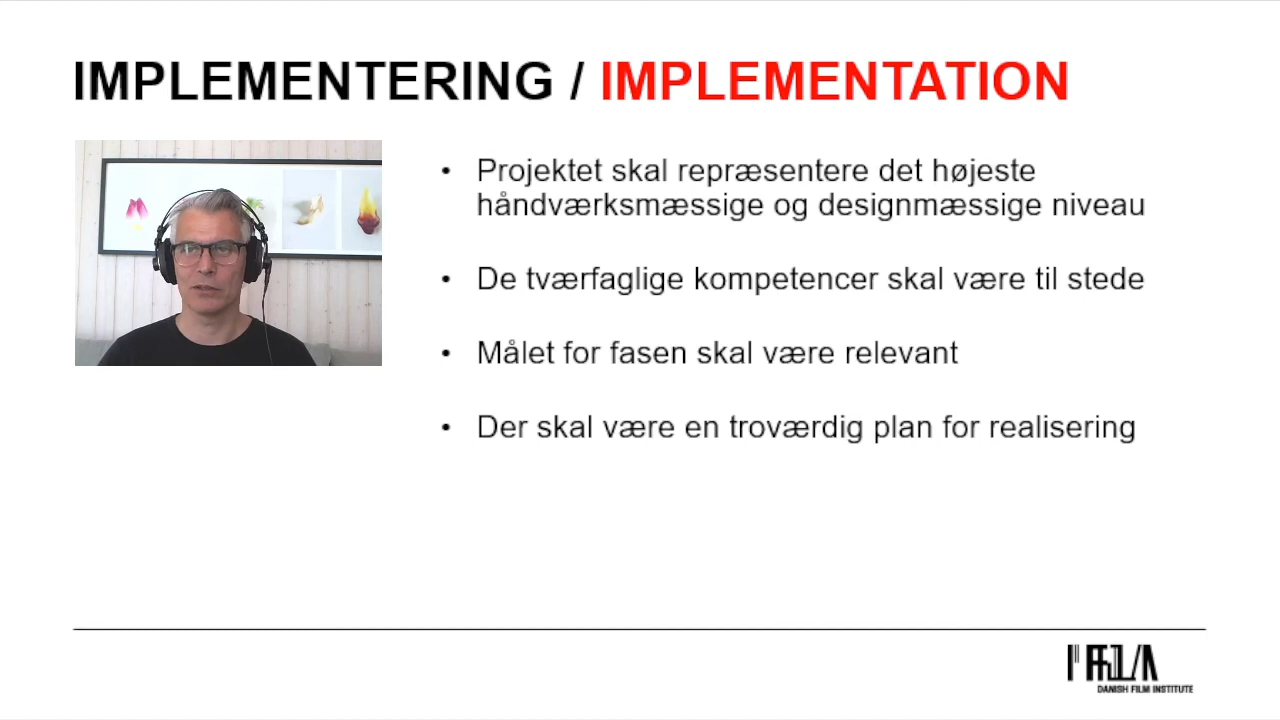 IMPLEMENTERING / IMPLEMENTATION
• Projektet skal repræsentere det højeste
håndværksmæssige og designmæssige niveau
• De tværfaglige kompetencer skal være til stede
• Målet for fasen skal være relevant
• Der skal være en troværdig plan for realisering
DANISH FILM INSTITUTE